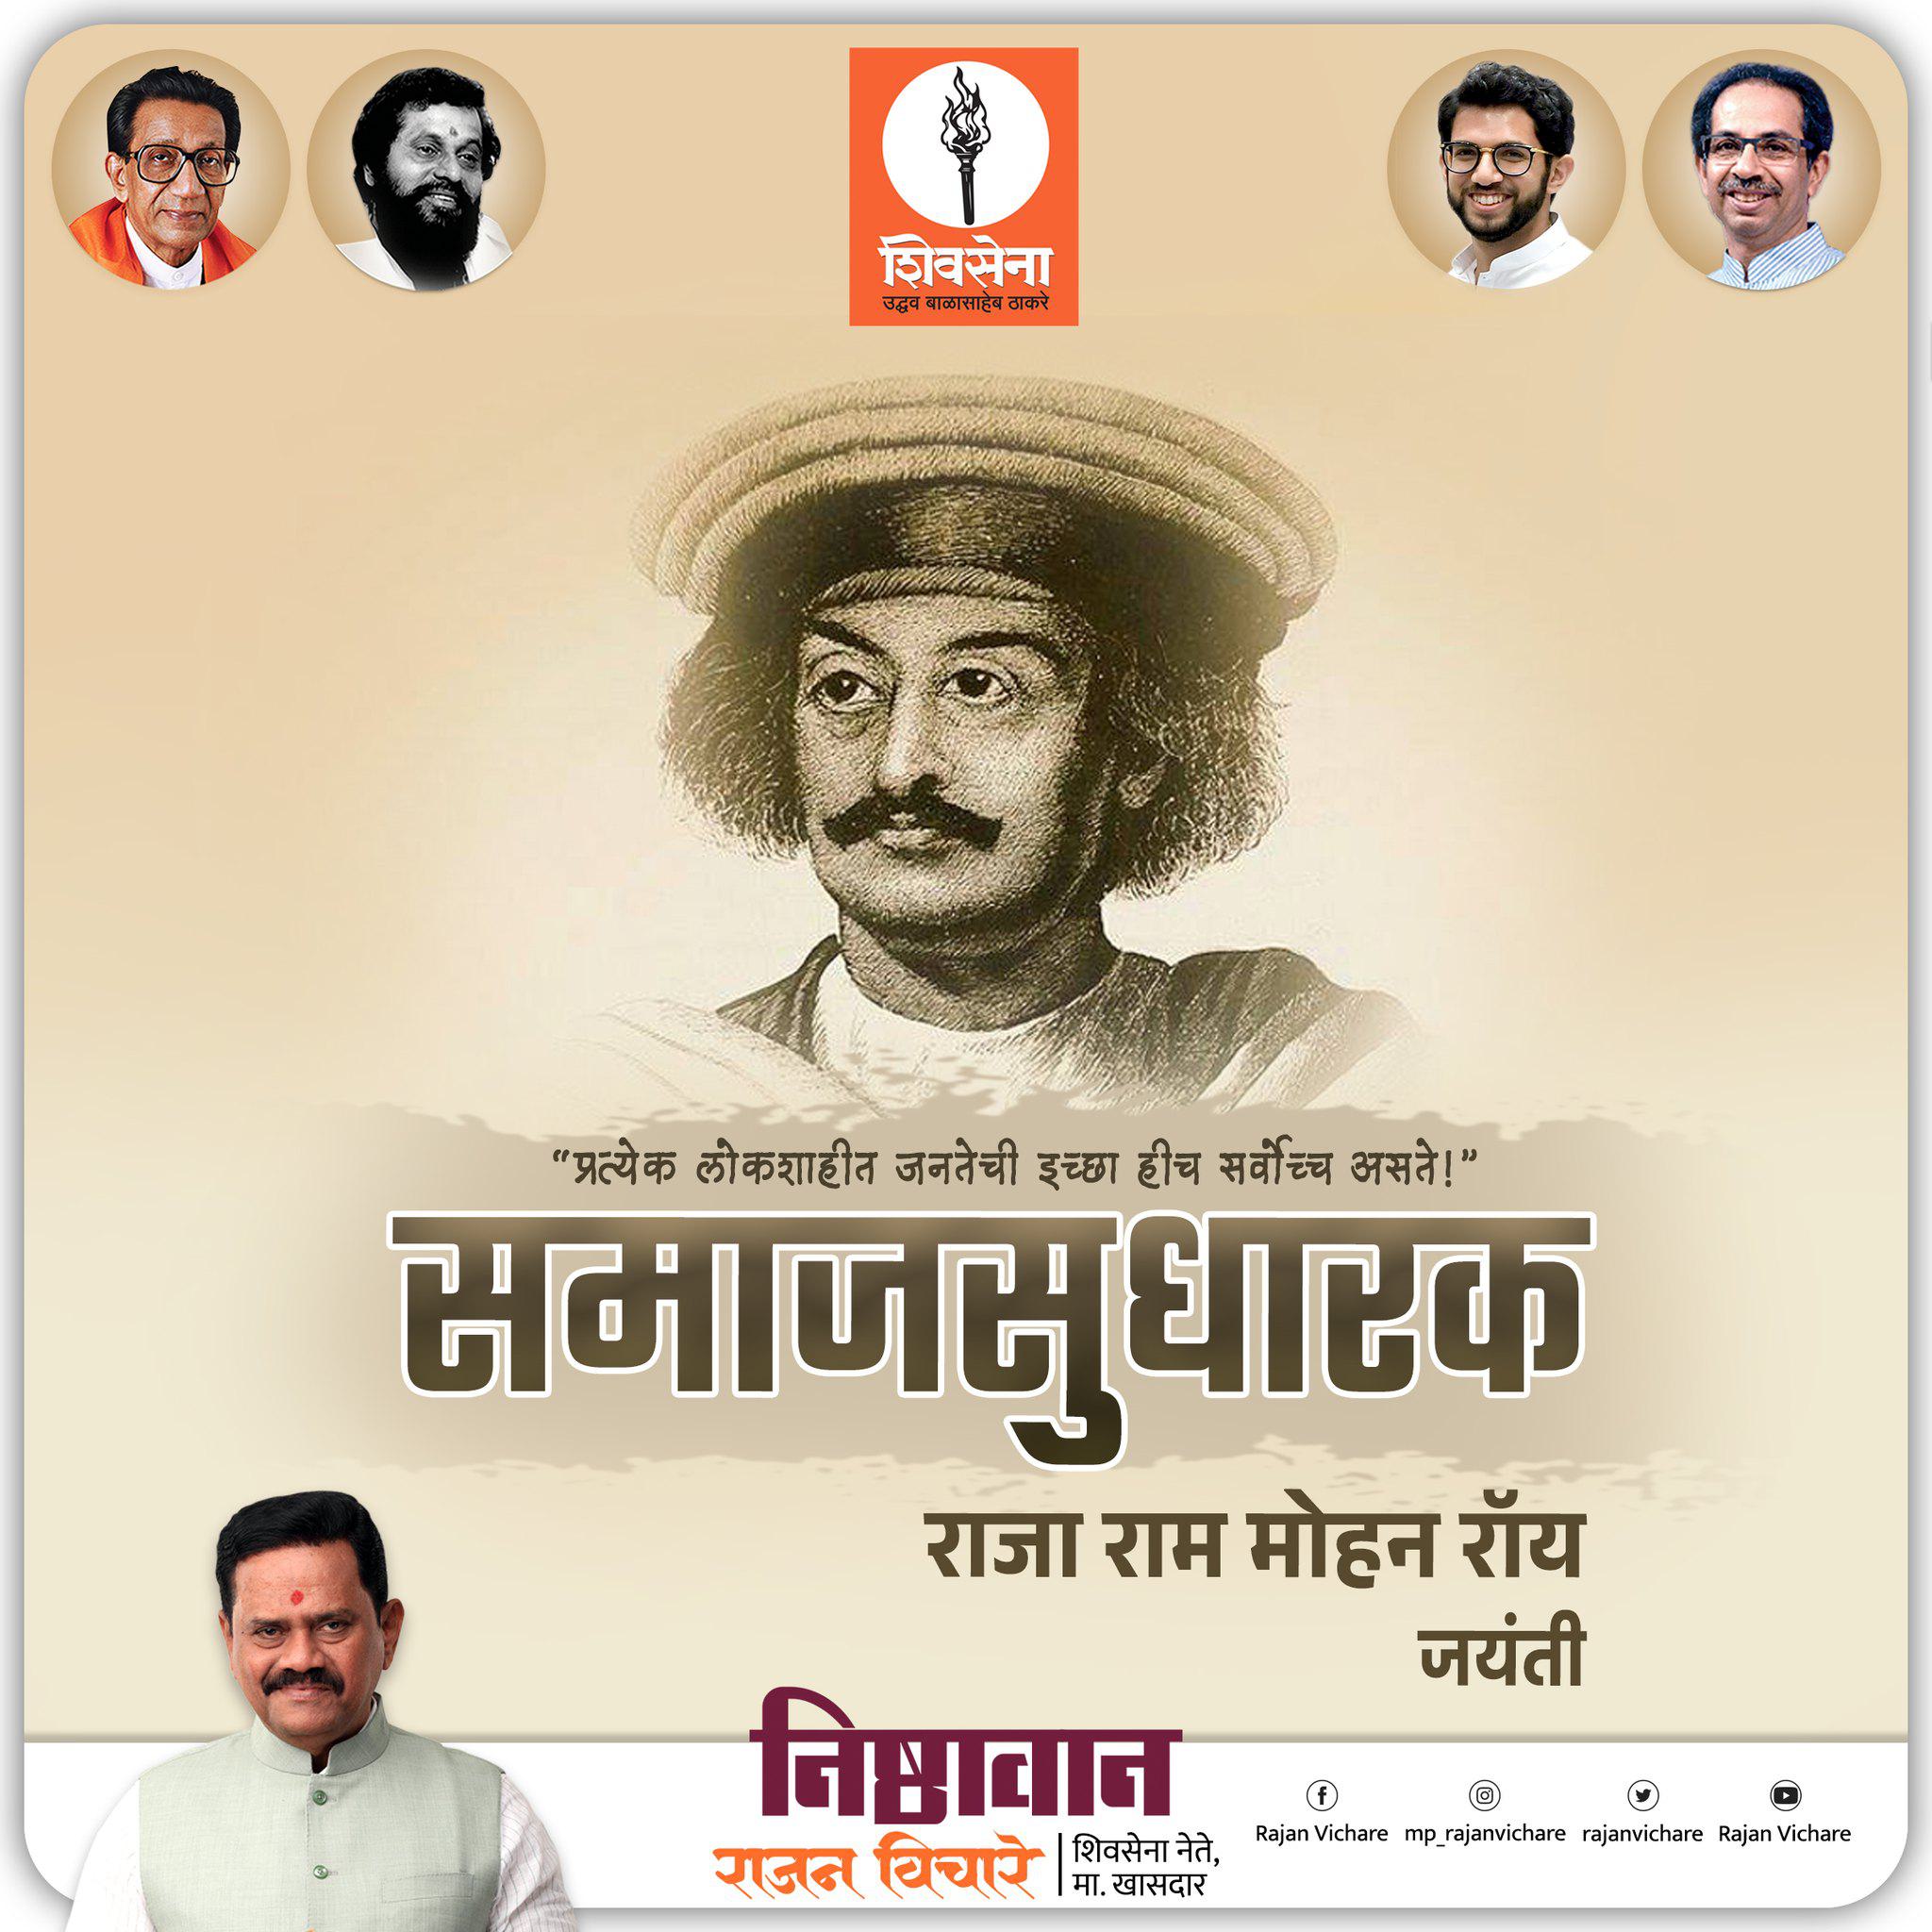 शिवसेना
उद्धव बाळासाहेब ठाकरे
“प्रत्येक लोकशाहीत जनतेची इच्छा हीच सर्वोच्च असते!”
समाजसुधारक
राजा राम मोहन रॉय
जयंती
निष्ठावान
राजन विचारे
शिवसेना नेते,
मा. खासदार
Rajan Vichare mp_rajanvichare rajanvichare Rajan Vichare